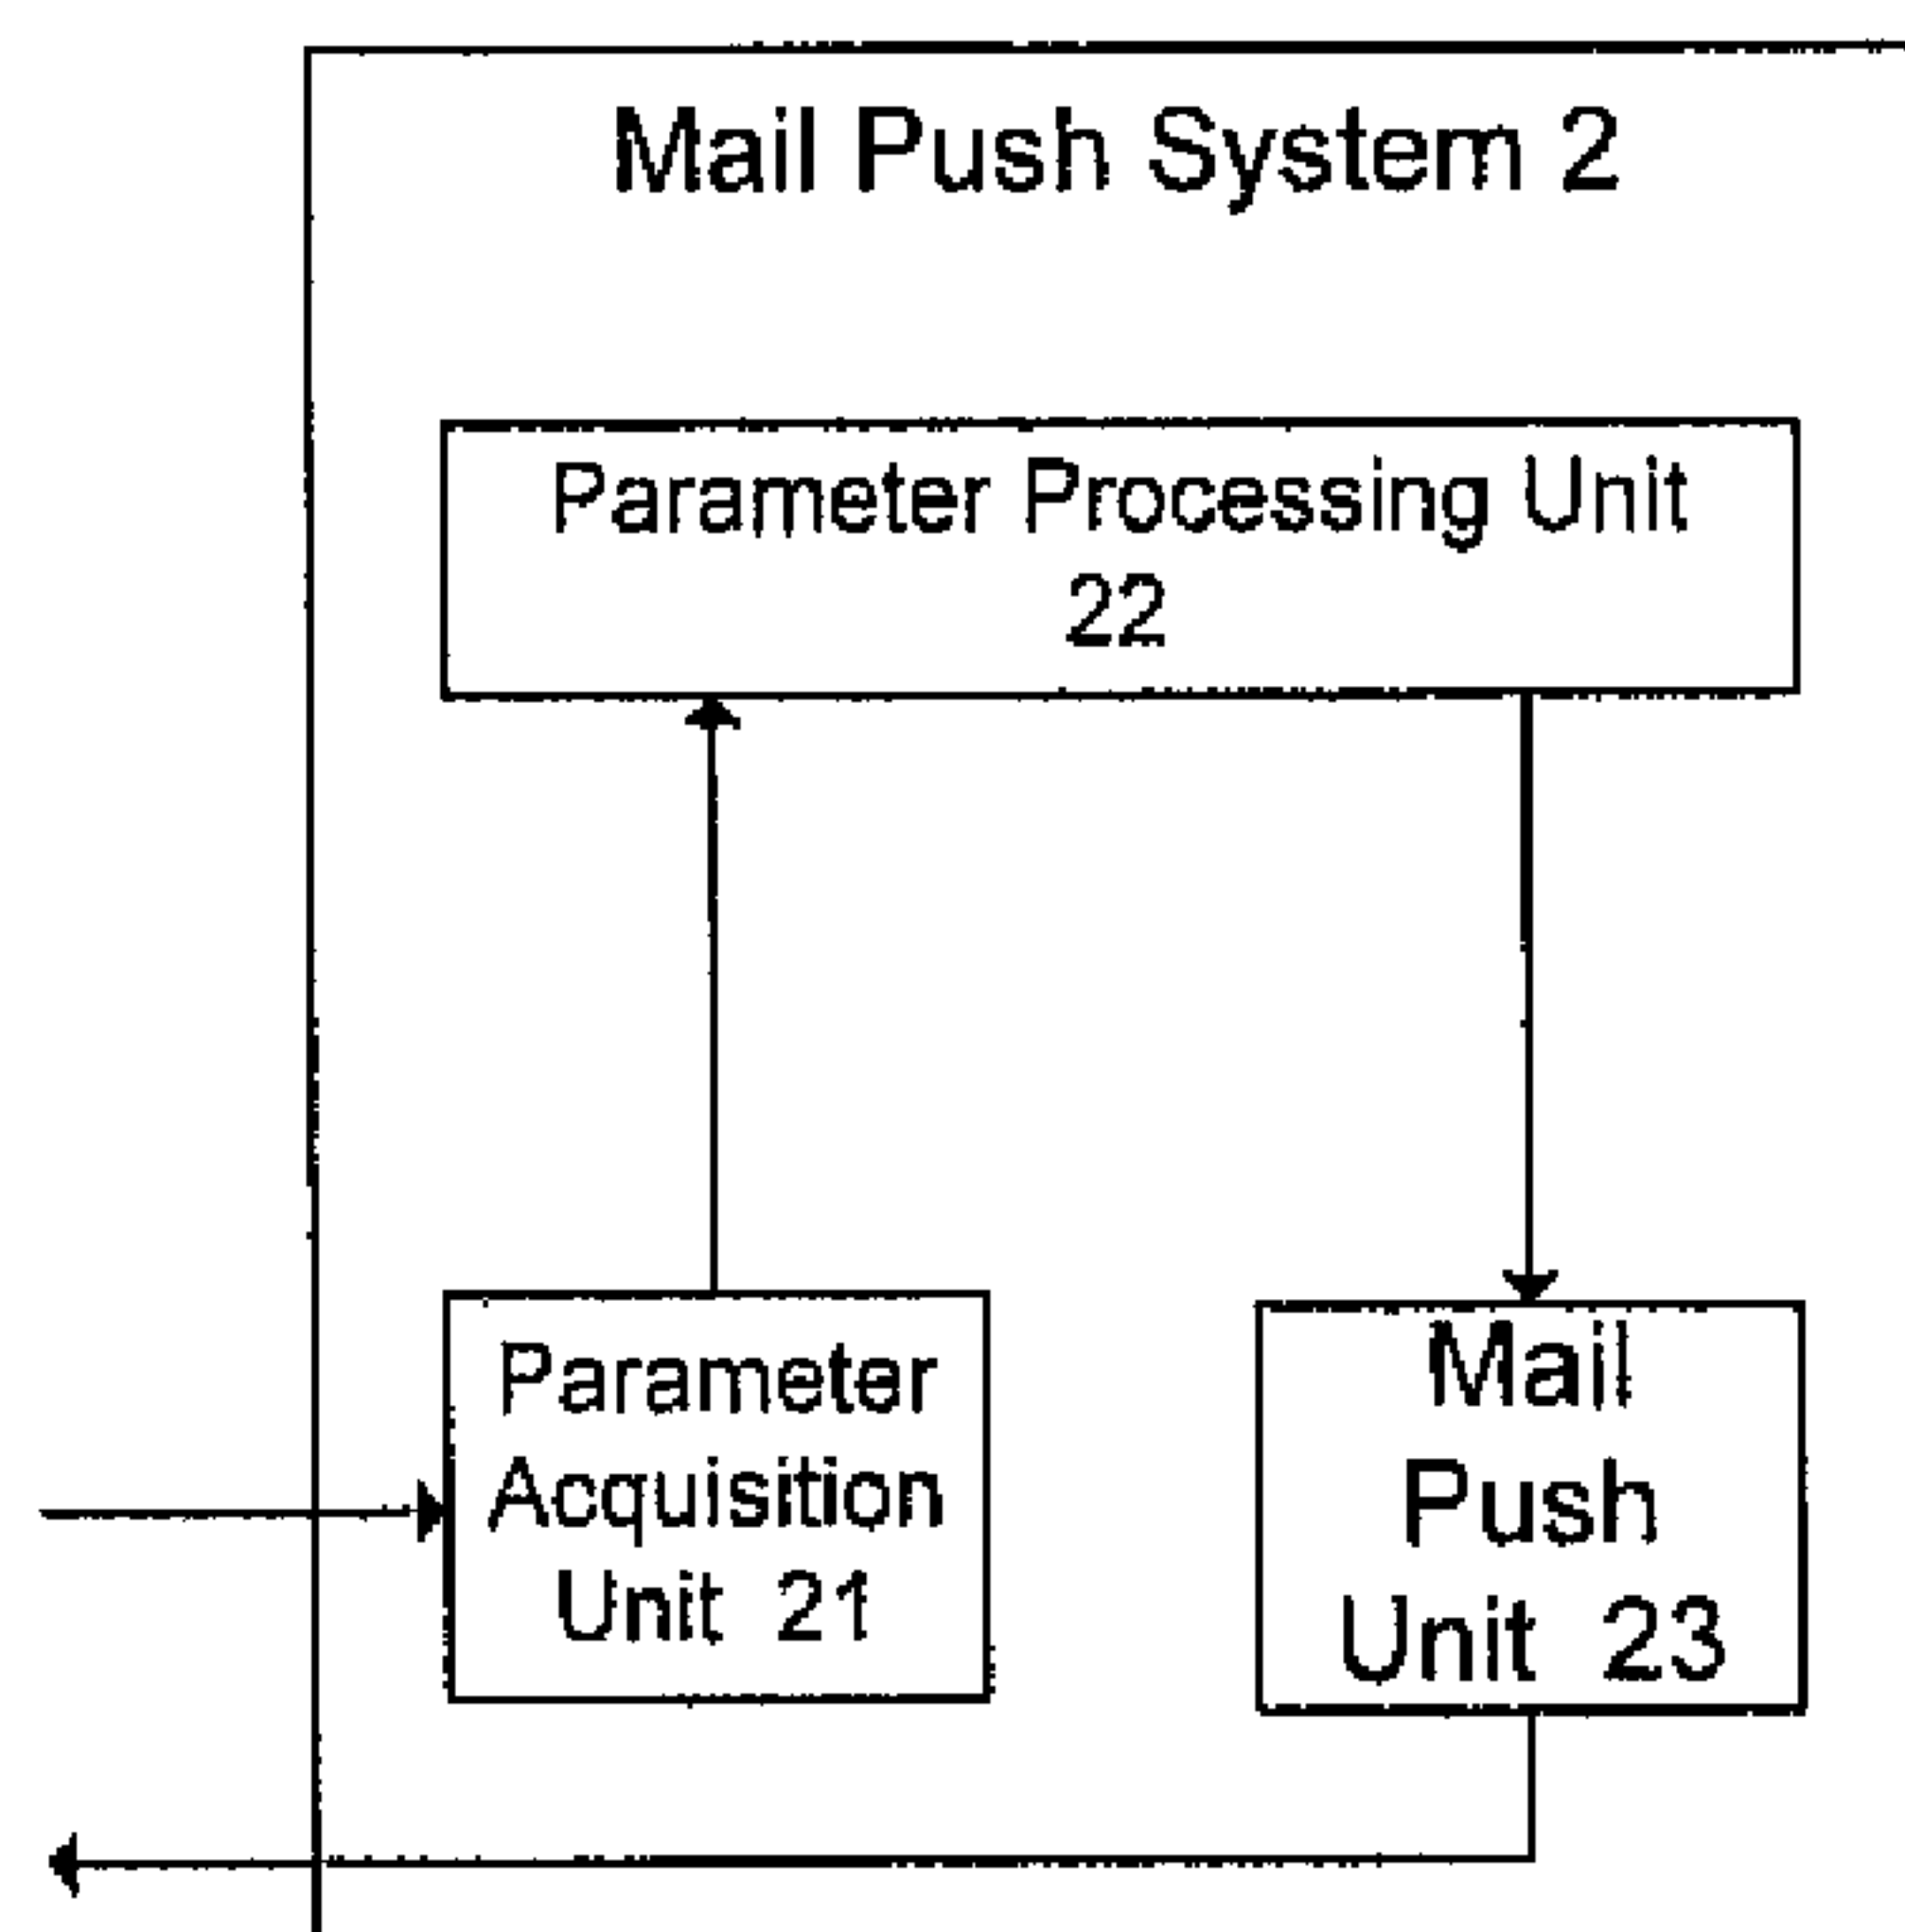 Mail Push System 2
Parameter Processing Unit
22
Parameter
Acquisition
Unit 21
Mail
Push
Unit 23